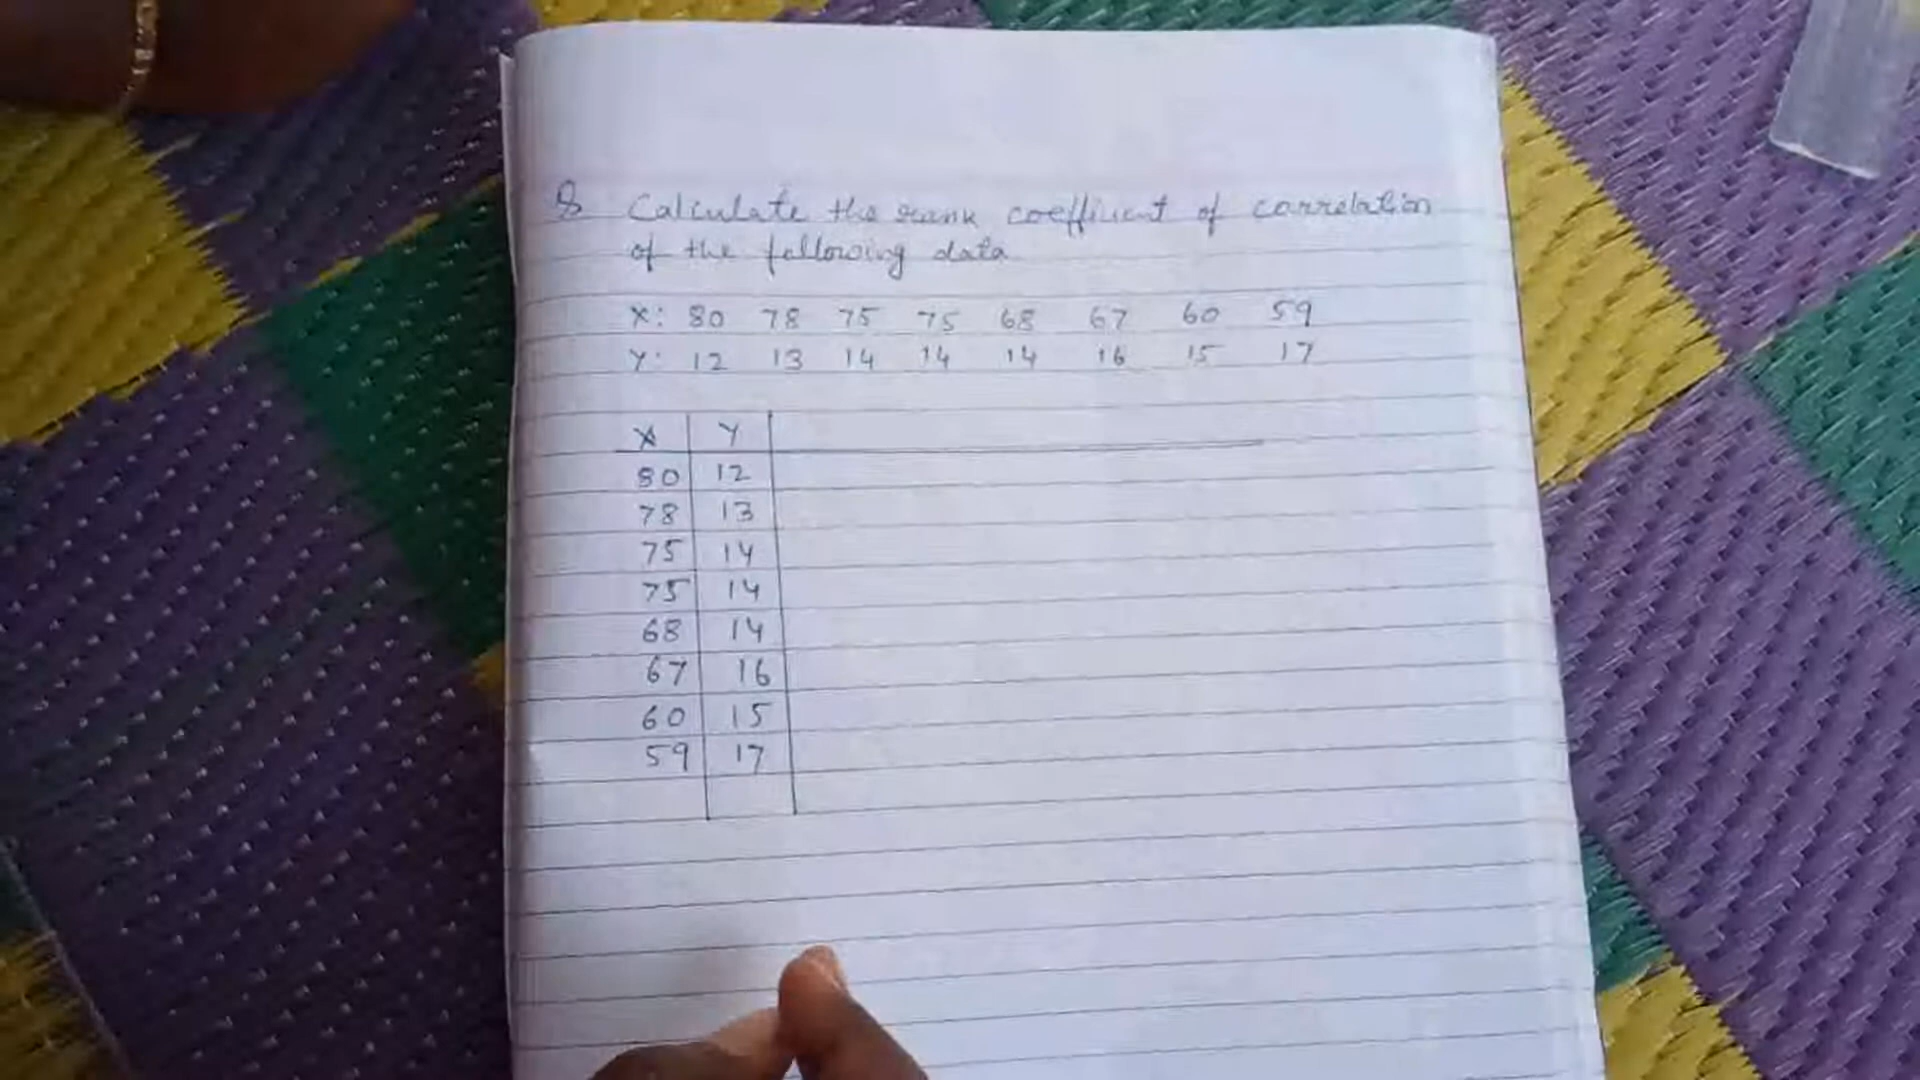 Q Calculate the rank coefficient of correlation
of the following data
X: 80 78 75 75 68 67 60 59
Y: 12 13 14 14 14 16 15 17
X Y
80 12
78 13
75 14
75 14
68 14
67 16
60 15
59 17